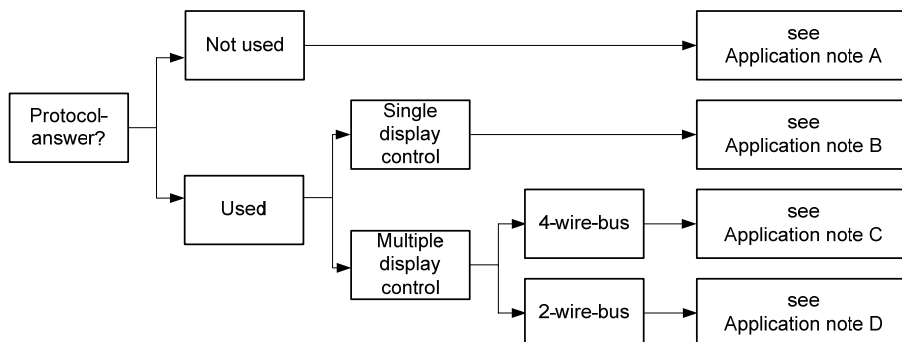 Not used
see
Application note A
Protocol-
answer?
Single
display
control
see
Application note B
Used
4-wire-bus
see
Application note C
Multiple
display
control
2-wire-bus
see
Application note D